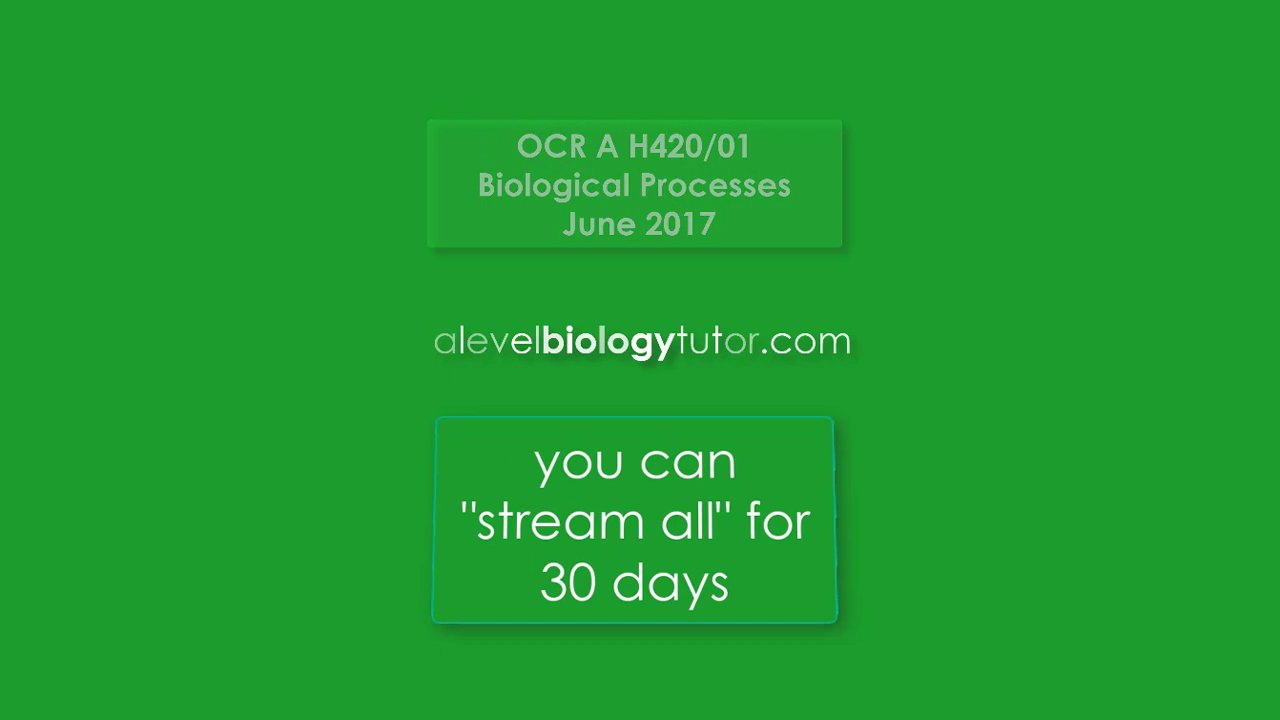 OCR A H420/01
Biological Processes
June 2017
alevelbiologytutor.com
you can
"stream all" for
30 days